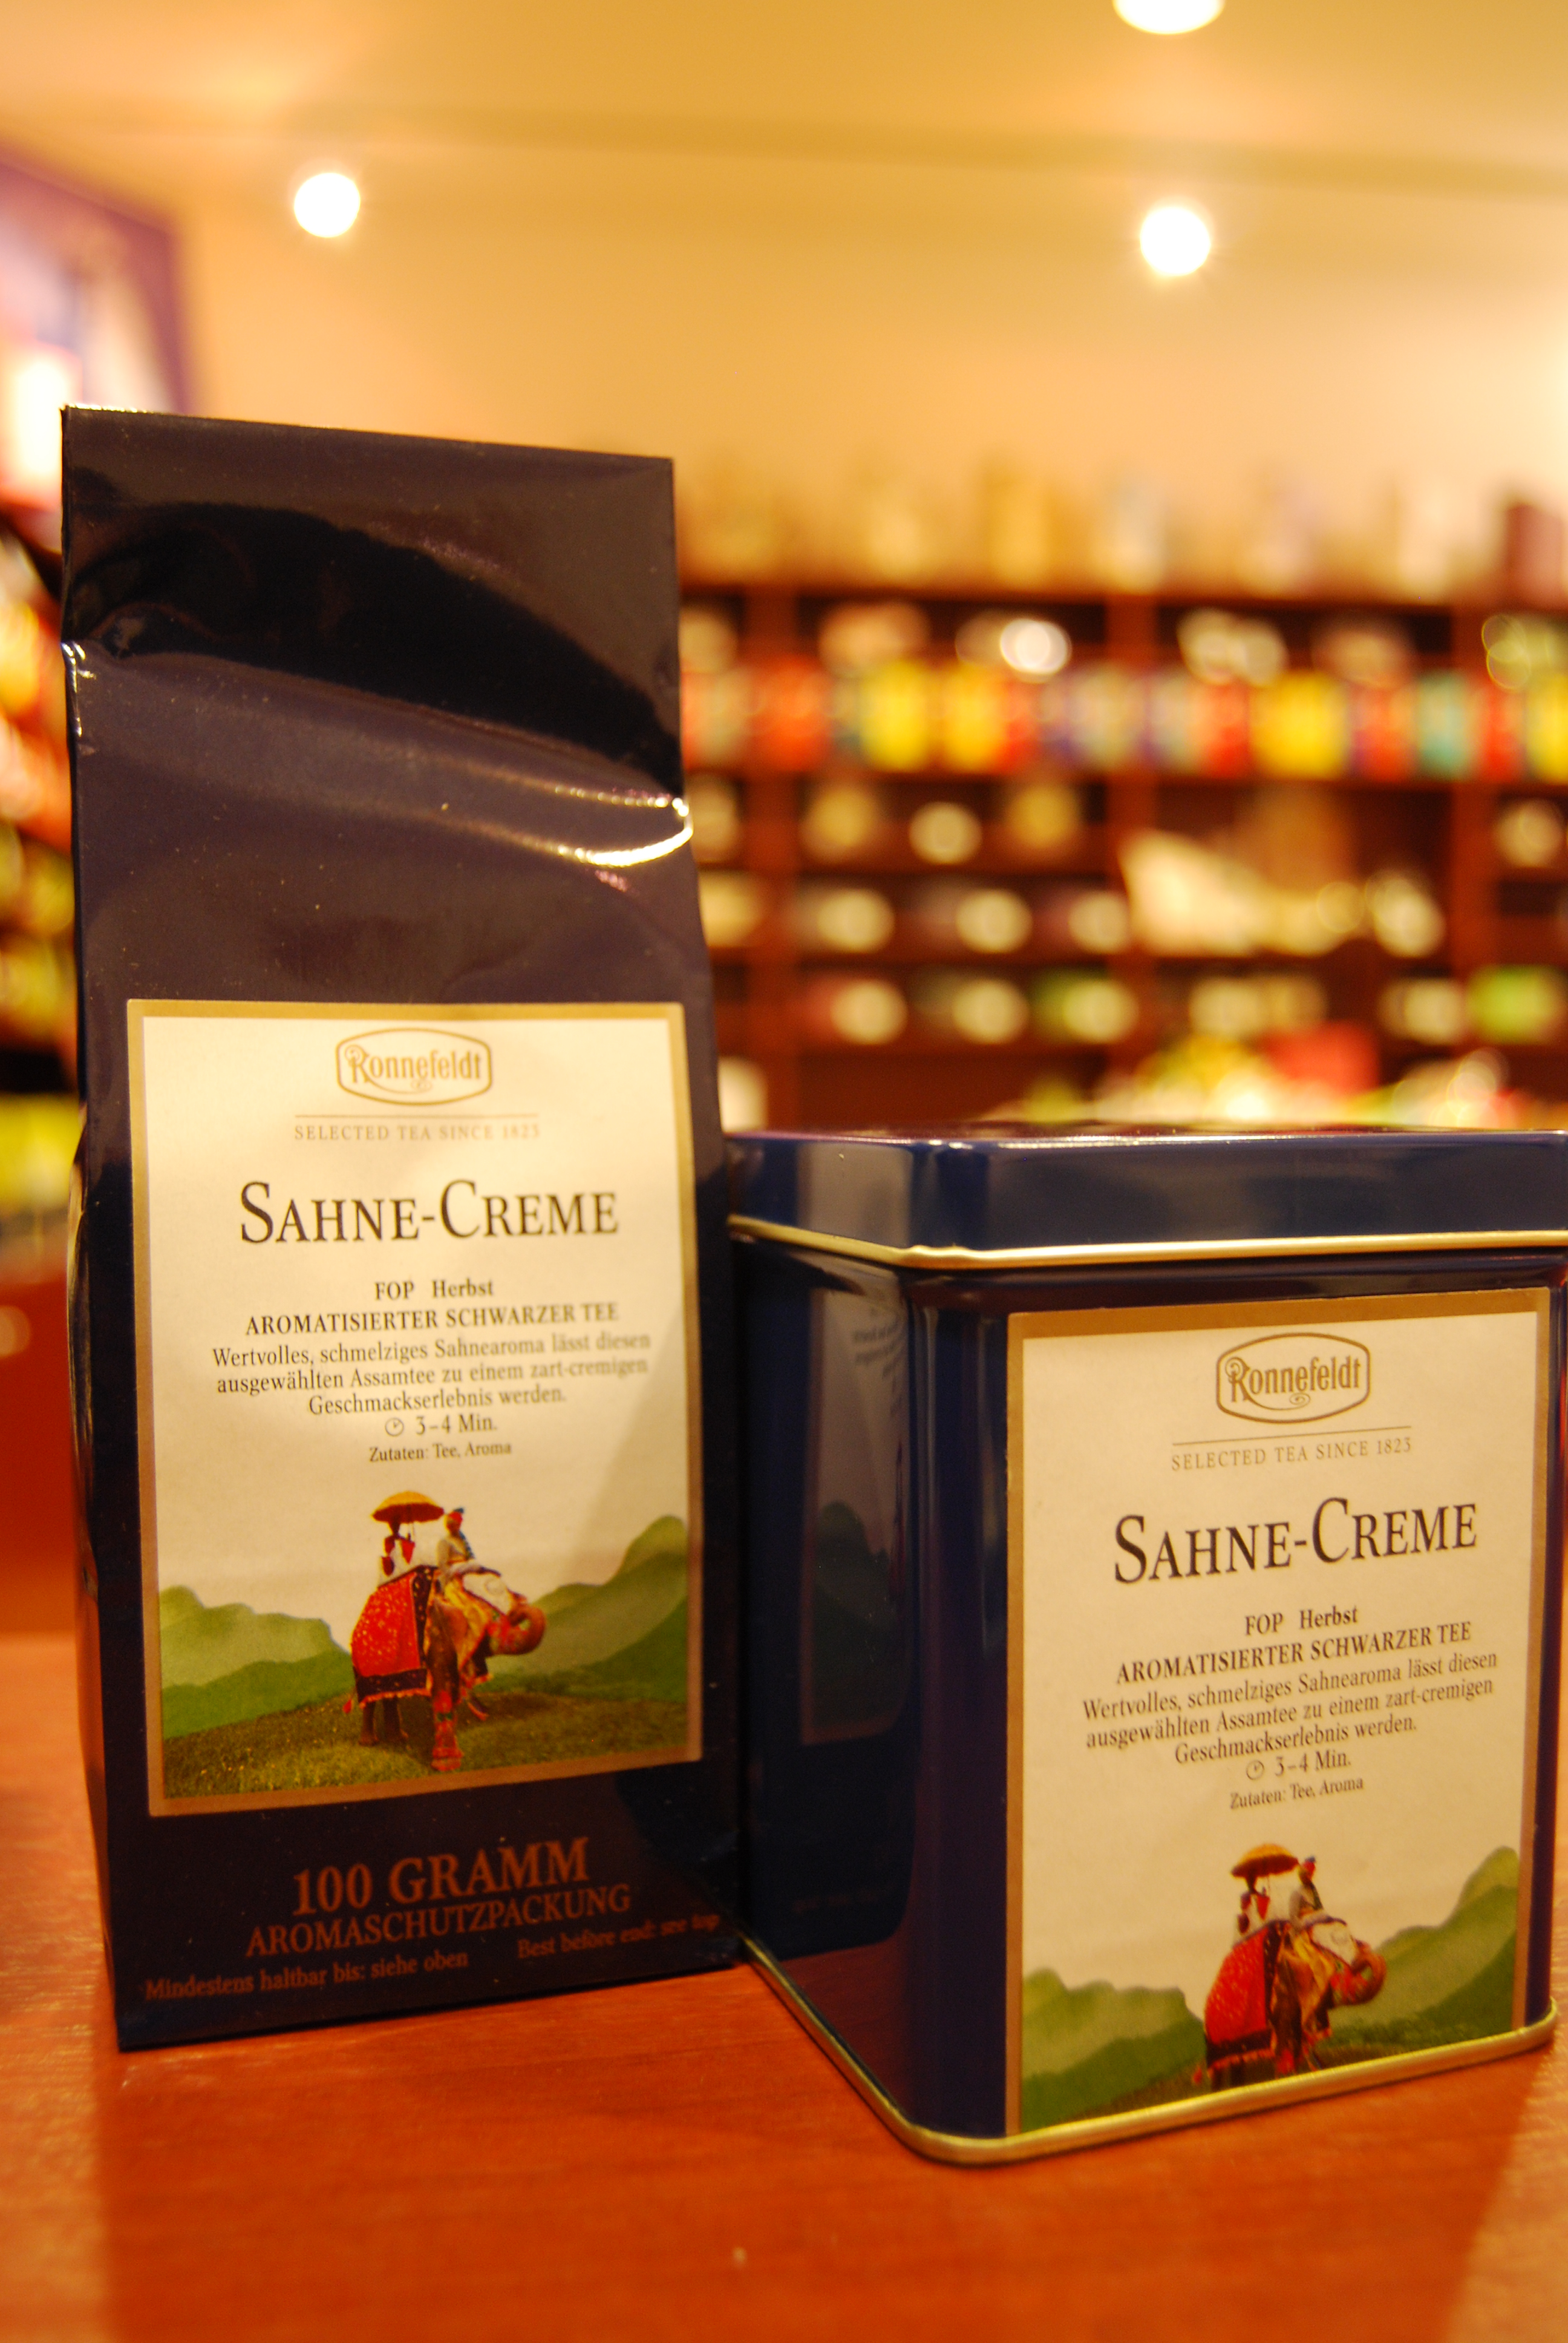 Ronnefeldt
SELECTED TEA SINCE 1823
SAHNE-CREME
FOP Herbst
AROMATISIERTER SCHWARZER TEE
Wertvolles, schmelziges Sahnearoma lässt diesen
ausgewählten Assamtee zu einem zart-cremigen
Geschmackserlebnis werden.
3–4 Min.
Zutaten: Tee, Aroma
100 GRAMM
AROMASCHUTZPACKUNG
Mindestens haltbar bis: siehe oben Best before end: see top
Ronnefeldt
SELECTED TEA SINCE 1823
SAHNE-CREME
FOP Herbst
AROMATISIERTER SCHWARZER TEE
Wertvolles, schmelziges Sahnearoma lässt diesen
ausgewählten Assamtee zu einem zart-cremigen
Geschmackserlebnis werden.
3–4 Min.
Zutaten: Tee, Aroma